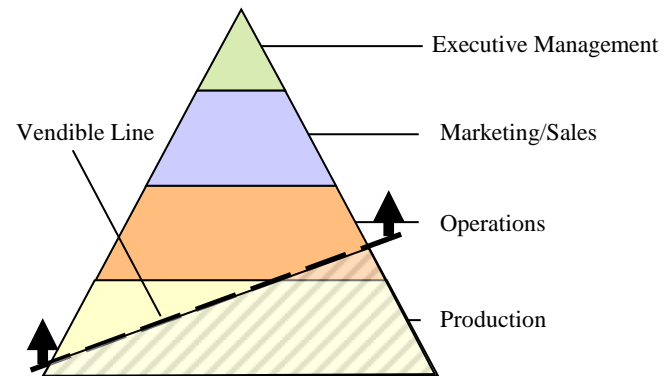 Executive Management
Vendible Line
Marketing/Sales
Operations
Production